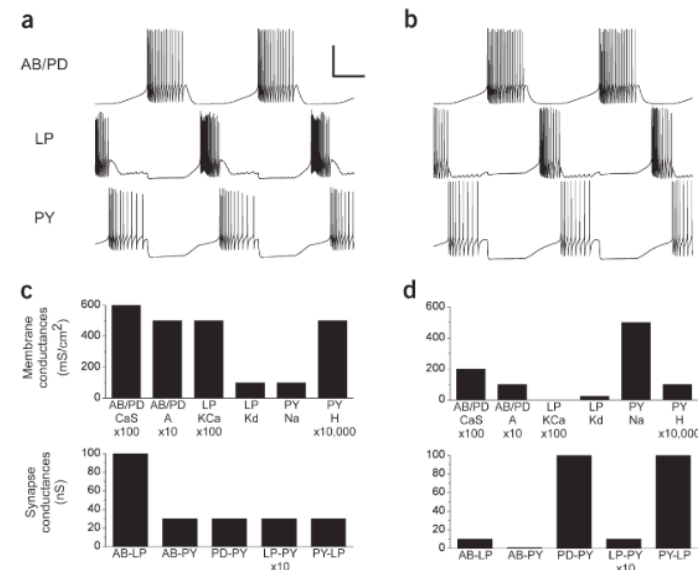 a
b
AB/PD
LP
PY
c
d
Membrane
conductances
(mS/cm²)
600
400
200
0
AB/PD AB/PD LP LP PY PY
CaS A KCa Kd Na H
x100 x10 x100 x10,000
600
400
200
0
AB/PD AB/PD LP LP PY PY
CaS A KCa Kd Na H
x100 x10 x100 x10,000
Synapse
conductances
(nS)
100
80
60
40
20
0
AB-LP AB-PY PD-PY LP-PY PY-LP
x10
100
80
60
40
20
0
AB-LP AB-PY PD-PY LP-PY PY-LP
x10